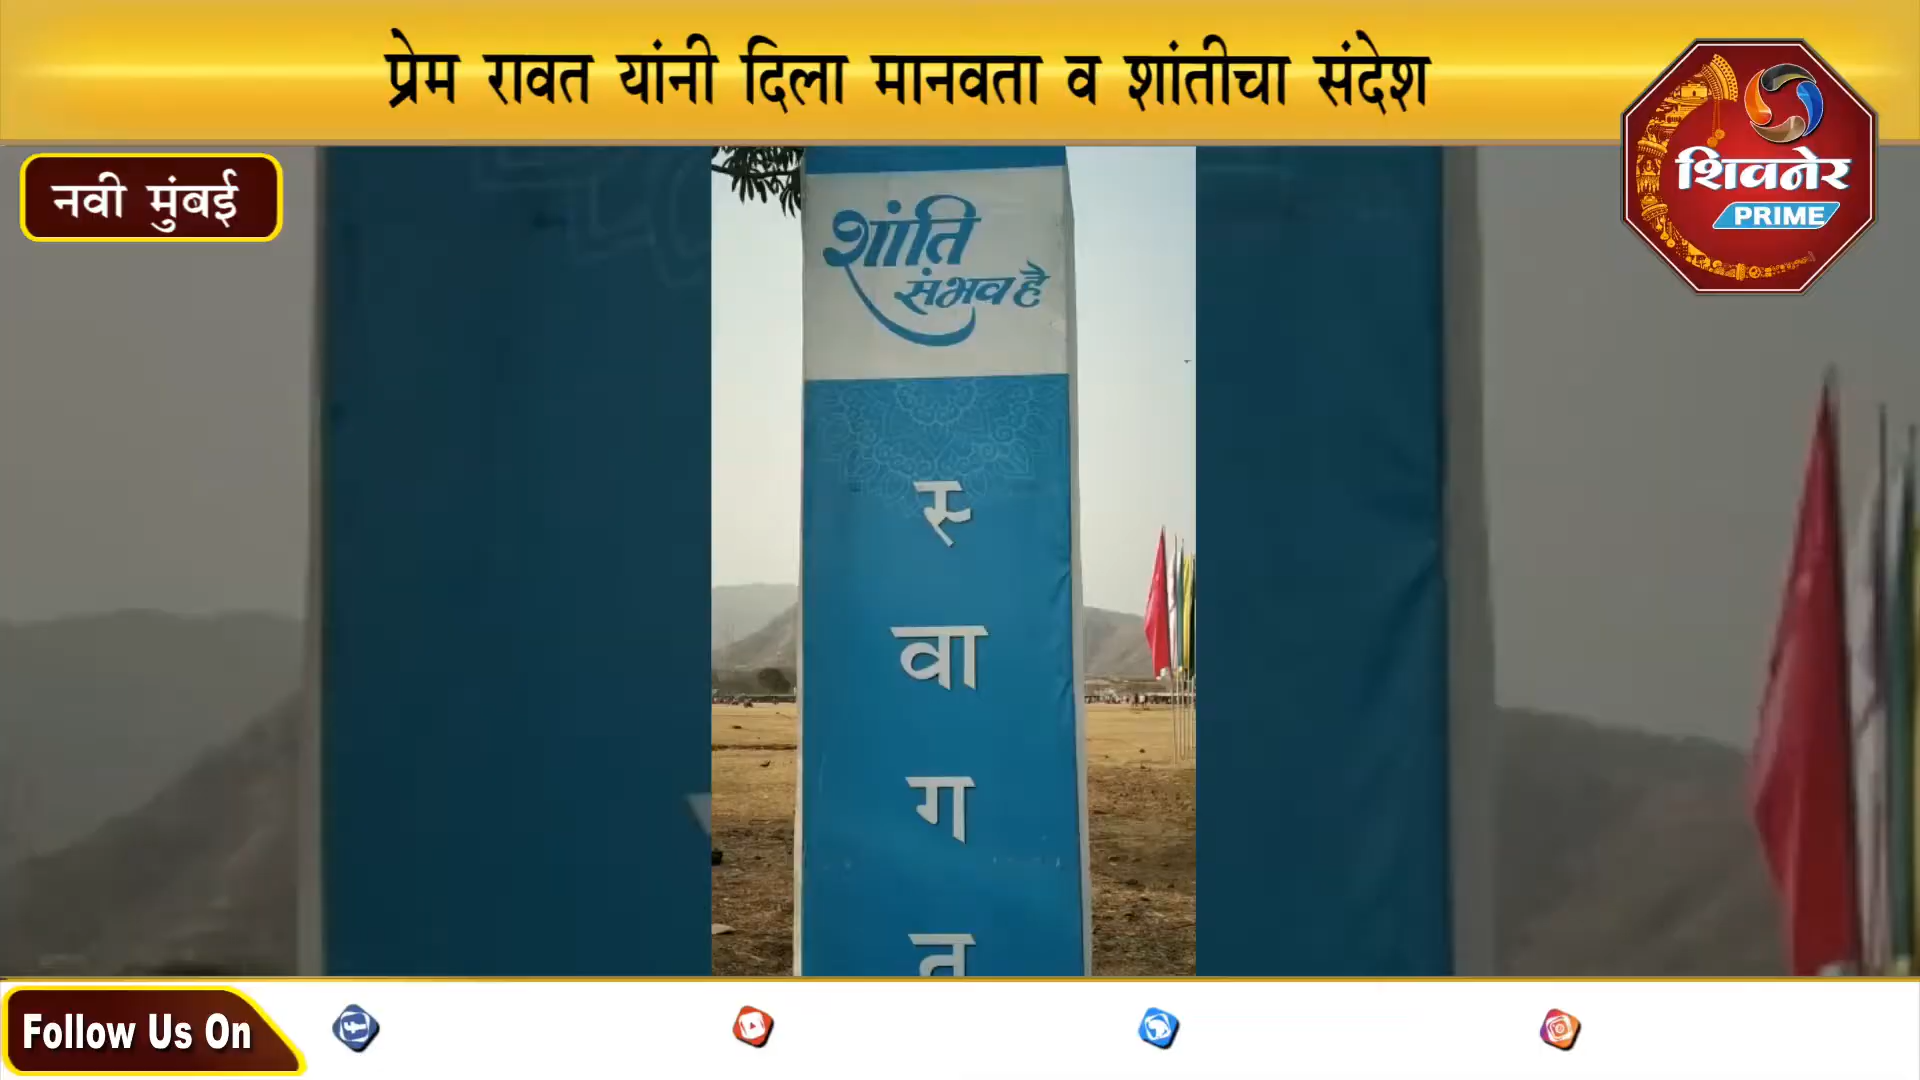 प्रेम रावत यांनी दिला मानवता व शांतीचा संदेश
नवी मुंबई
शिवनेर
PRIME
शांति
संभव है
स्
वा
ग
त
Follow Us On